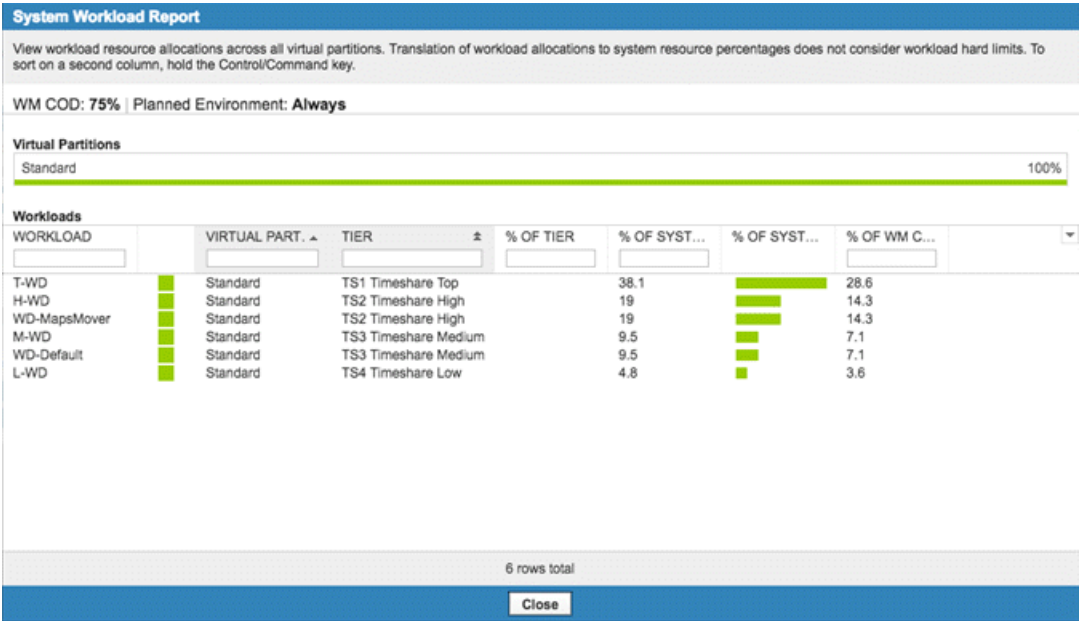 System Workload Report
View workload resource allocations across all virtual partitions. Translation of workload allocations to system resource percentages does not consider workload hard limits. To
sort on a second column, hold the Control/Command key.
WM COD: 75% | Planned Environment: Always
Virtual Partitions
Standard 100%
Workloads
WORKLOAD VIRTUAL PART. TIER % OF TIER % OF SYST... % OF SYST... % OF WM C...
T-WD Standard TS1 Timeshare Top 38.1 28.6
H-WD Standard TS2 Timeshare High 19 14.3
WD-MapsMover Standard TS2 Timeshare High 19 14.3
M-WD Standard TS3 Timeshare Medium 9.5 7.1
WD-Default Standard TS3 Timeshare Medium 9.5 7.1
L-WD Standard TS4 Timeshare Low 4.8 3.6
6 rows total
Close